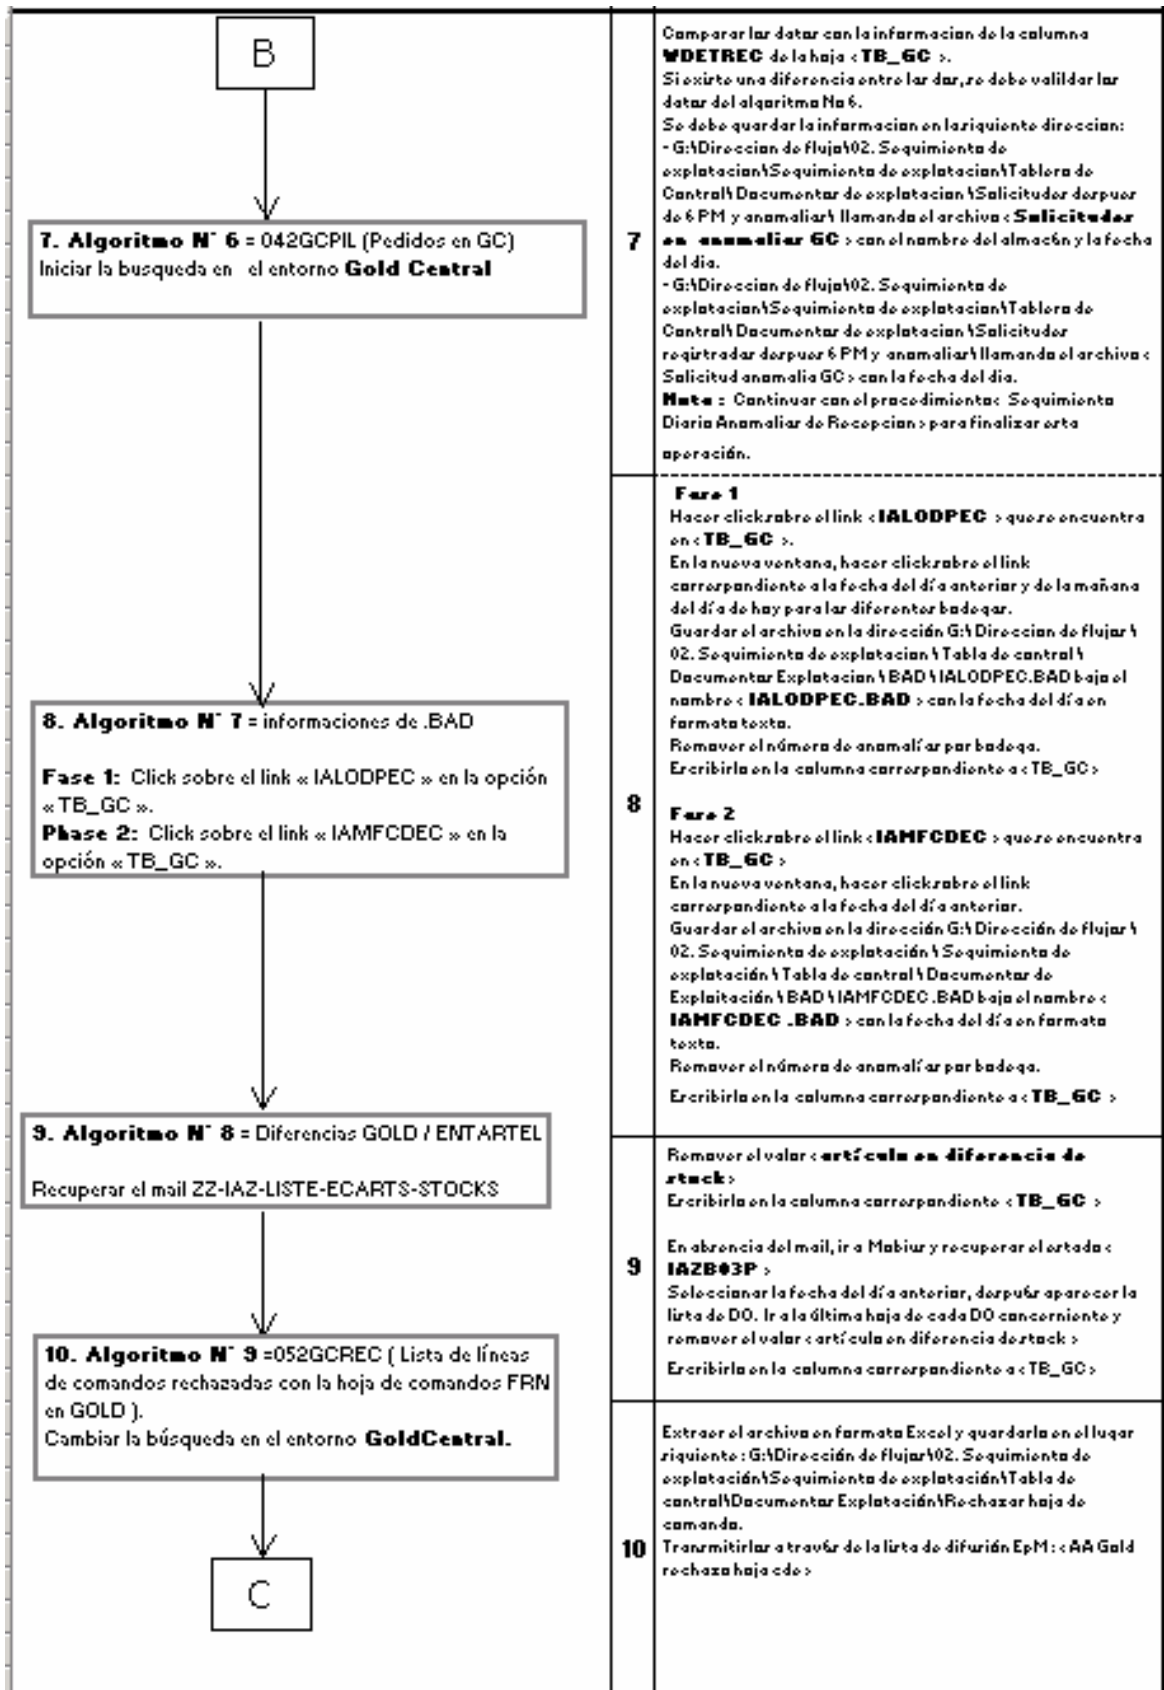 B
7. Algoritmo N° 6 = 042GCPIL (Pedidos en GC)
Iniciar la busqueda en el entorno Gold Central
8. Algoritmo N° 7 = informaciones de .BAD
Fase 1: Click sobre el link « IALODPEC » en la opción
« TB_GC ».
Phase 2: Click sobre el link « IAMFCDEC » en la
opción « TB_GC ».
9. Algoritmo N° 8 = Diferencias GOLD / ENTARTEL
Recuperar el mail ZZ-IAZ-LISTE-ECARTS-STOCKS
10. Algoritmo N° 9 =052GCREC ( Lista de líneas
de comandos rechazadas con la hoja de comandos FRN
en GOLD ).
Cambiar la búsqueda en el entorno GoldCentral.
C
7
Comparar los datos con la informacion de la columna
WDETREC de la hoja « TB_GC ».
Si existe una diferencia entre las dos, se debe valildar los
datos del algoritmo No 6.
Se debe guardar la informacion en la siguiente direccion:
- G:\Direccion de flujo\02. Seguimiento de
explotacion\Seguimiento de explotacion\Tablero de
Control\ Documentos de explotacion \Solicitudes despues
de 6 PM y anomalias\ llamando el archivo « Solicitudes
en anomalias GC » con el nombre del almacén y la fecha
del dia.
- G:\Direccion de flujo\02. Seguimiento de
explotacion\Seguimiento de explotacion\Tablero de
Control\ Documentos de explotacion \Solicitudes
registradas despues 6 PM y anomalias\ llamando el archivo «
Solicitud anomalia GC » con la fecha del dia.
Nota : Continuar con el procedimiento « Seguimiento
Diario Anomalias de Recepcion » para finalizar esta
operación.
8
Fase 1
Hacer click sobre el link « IALODPEC » que se encuentra
en « TB_GC ».
En la nueva ventana, hacer click sobre el link
correspondiente a la fecha del día anterior y de la mañana
del día de hoy para las diferentes bodegas.
Guardar el archivo en la dirección G:\ Direccion de flujos \
02. Seguimiento de explotacion \ Tabla de control \
Documentos Explotacion \ BAD \ IALODPEC.BAD bajo el
nombre « IALODPEC.BAD » con la fecha del día en
formato texto.
Remover el número de anomalías por bodega.
Escribirlo en la columna correspondiente a « TB_GC»
Fase 2
Hacer click sobre el link « IAMFCDEC » que se encuentra
en « TB_GC »
En la nueva ventana, hacer click sobre el link
correspondiente a la fecha del día anterior.
Guardar el archivo en la dirección G:\ Dirección de flujos \
02. Seguimiento de explotación \ Seguimiento de
explotación \ Tabla de control \ Documentos de
Exploitación \ BAD \ IAMFCDEC .BAD bajo el nombre «
IAMFCDEC .BAD » con la fecha del día en formato
texto.
Remover el número de anomalías por bodega.
Escribirlo en la columna correspondiente a « TB_GC »
9
Remover el valor « artículo en diferencia de
stock»
Escribirlo en la columna correspondiente « TB_GC »
En absencia del mail, ir a Mobius y recuperar el estado «
IAZB03P »
Seleccionar la fecha del día anterior, después aparecer la
lista de DO. Ir a la última hoja de cada DO concerniente y
remover el valor « artículo en diferencia de stock »
Escribirlo en la columna correspondiente a « TB_GC»
10
Extraer el archivo en formato Excel y guardarlo en el lugar
siguiente : G:\Dirección de flujos\02. Seguimiento de
explotación\Seguimiento de explotación\Tabla de
control\Documentos Explotación\Rechazar hoja de
comando.
Transmitirlos a través de la lista de difusión EpM : « AA Gold
rechazo hoja cde »